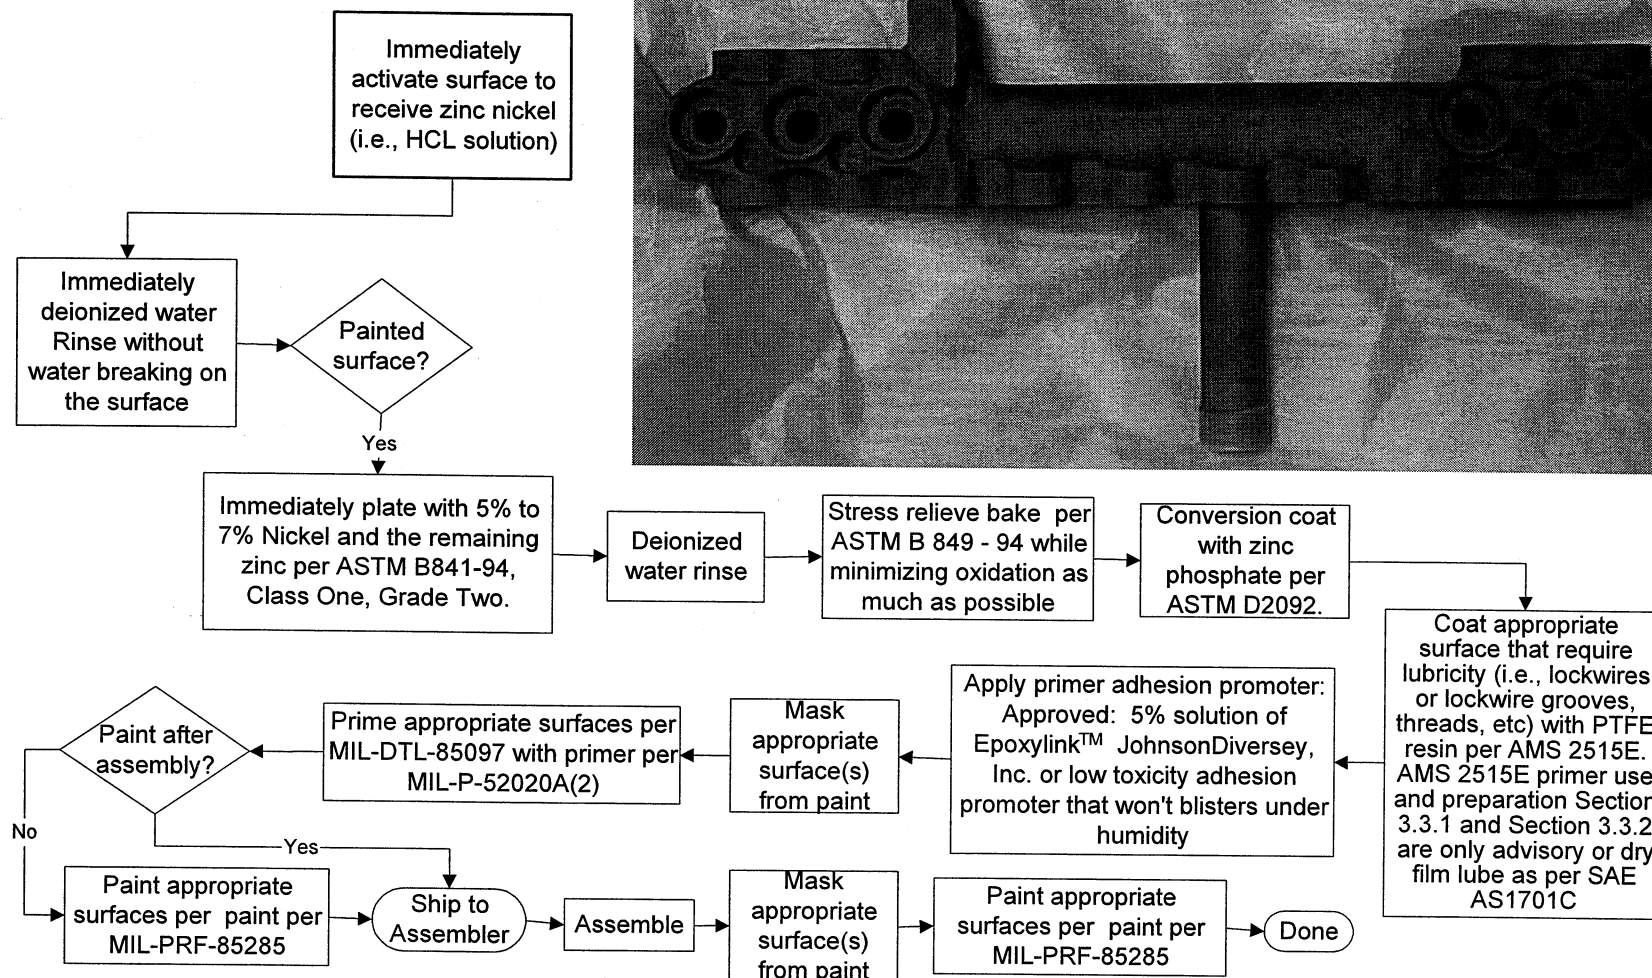 Immediately
activate surface to
receive zinc nickel
(i.e., HCL solution)
Immediately
deionized water
Rinse without
water breaking on
the surface
Painted
surface?
Yes
Immediately plate with 5% to
7% Nickel and the remaining
zinc per ASTM B841-94,
Class One, Grade Two.
Deionized
water rinse
Stress relieve bake per
ASTM B 849 - 94 while
minimizing oxidation as
much as possible
Conversion coat
with zinc
phosphate per
ASTM D2092.
Coat appropriate
surface that require
lubricity (i.e., lockwires
or lockwire grooves,
threads, etc) with PTFE
resin per AMS 2515E.
AMS 2515E primer use
and preparation Section
3.3.1 and Section 3.3.2
are only advisory or dry
film lube as per SAE
AS1701C
Apply primer adhesion promoter:
Approved: 5% solution of
Epoxylink™ JohnsonDiversey,
Inc. or low toxicity adhesion
promoter that won't blisters under
humidity
Mask
appropriate
surface(s)
from paint
Prime appropriate surfaces per
MIL-DTL-85097 with primer per
MIL-P-52020A(2)
Paint after
assembly?
No
Yes
Paint appropriate
surfaces per paint per
MIL-PRF-85285
Ship to
Assembler
Assemble
Mask
appropriate
surface(s)
from paint
Paint appropriate
surfaces per paint per
MIL-PRF-85285
Done